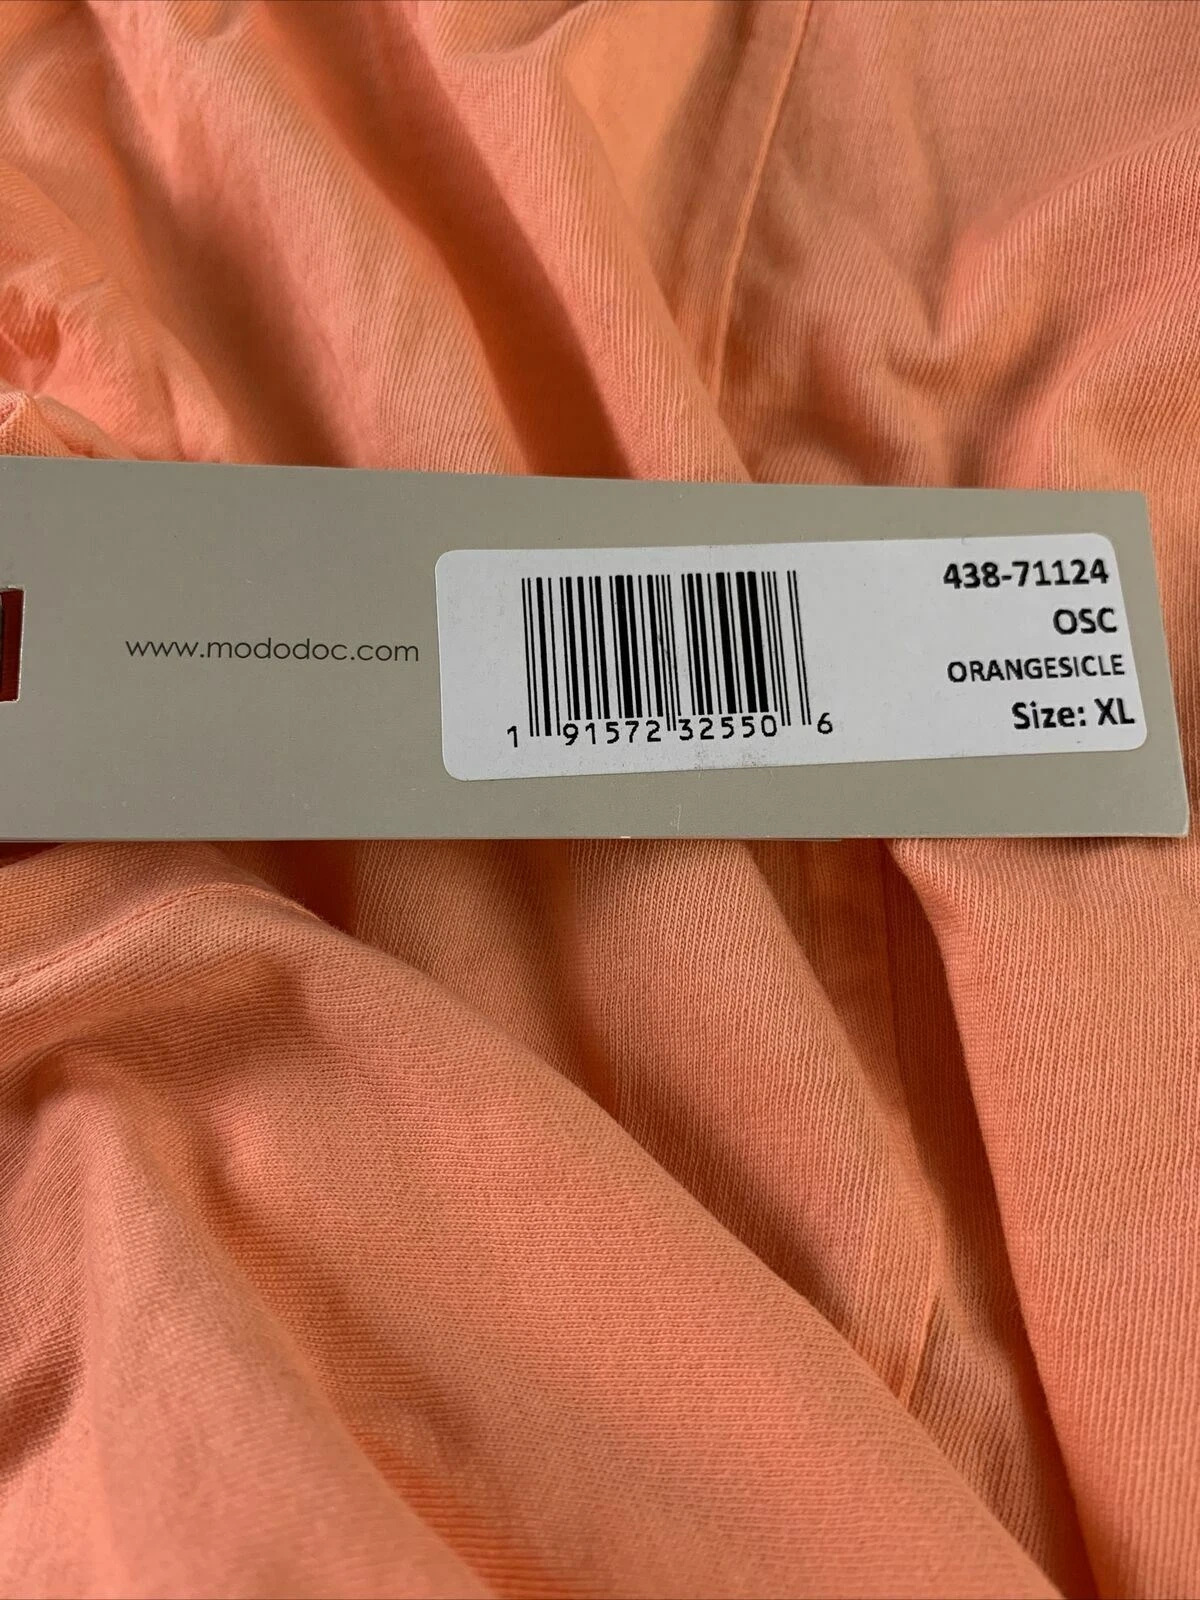 www.mododoc.com
1 91572 32550 6
438-71124
OSC
ORANGESICLE
Size: XL